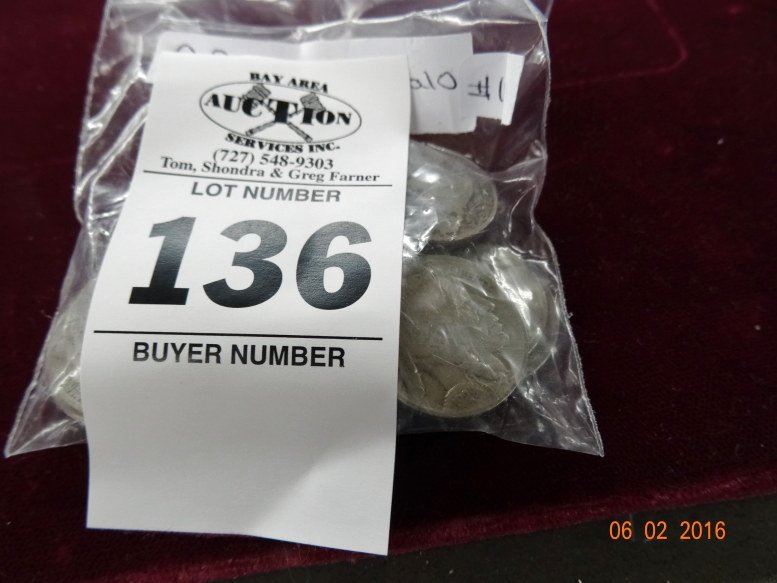 #1
BAY AREA
AUCTION
SERVICES INC.
(727) 548-9303
Tom, Shondra & Greg Farner
LOT NUMBER
136
BUYER NUMBER
06 02 2016